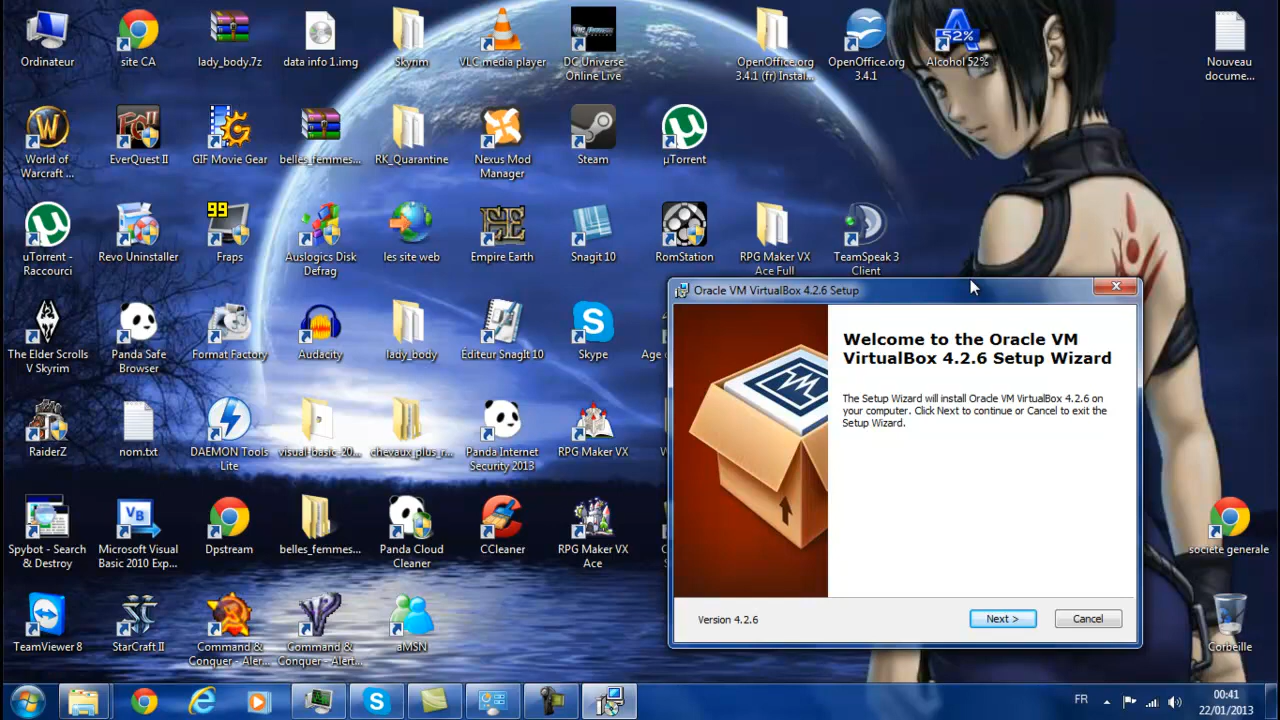 Ordinateur
site CA
lady_body.7z
data info 1.img
Skyrim
VLC media player
DC Universe
Online Live
OpenOffice.org
3.4.1 (fr) Instal...
OpenOffice.org
3.4.1
52%
Alcohol 52%
Nouveau
docume...
World of
Warcraft ...
EverQuest II
GIF Movie Gear
belles_femmes...
RK_Quarantine
Nexus Mod
Manager
Steam
µTorrent
uTorrent -
Raccourci
Revo Uninstaller
99
Fraps
Auslogics Disk
Defrag
les site web
Empire Earth
Snagit 10
RomStation
RPG Maker VX
Ace Full
TeamSpeak 3
Client
The Elder Scrolls
V Skyrim
Panda Safe
Browser
Format Factory
Audacity
lady_body
Éditeur SnagIt 10
Skype
Age
RaiderZ
nom.txt
DAEMON Tools
Lite
visual-basic-20...
chevaux_plus_r...
Panda Internet
Security 2013
RPG Maker VX
Spybot - Search
& Destroy
VB
Microsoft Visual
Basic 2010 Exp...
Dpstream
belles_femmes...
Panda Cloud
Cleaner
CCleaner
RPG Maker VX
Ace
societe generale
TeamViewer 8
StarCraft II
Command &
Conquer - Aler...
Command &
Conquer - Alert...
aMSN
Corbeille
Oracle VM VirtualBox 4.2.6 Setup
Welcome to the Oracle VM
VirtualBox 4.2.6 Setup Wizard
The Setup Wizard will install Oracle VM VirtualBox 4.2.6 on
your computer. Click Next to continue or Cancel to exit the
Setup Wizard.
Version 4.2.6
Next >
Cancel
FR
00:41
22/01/2013